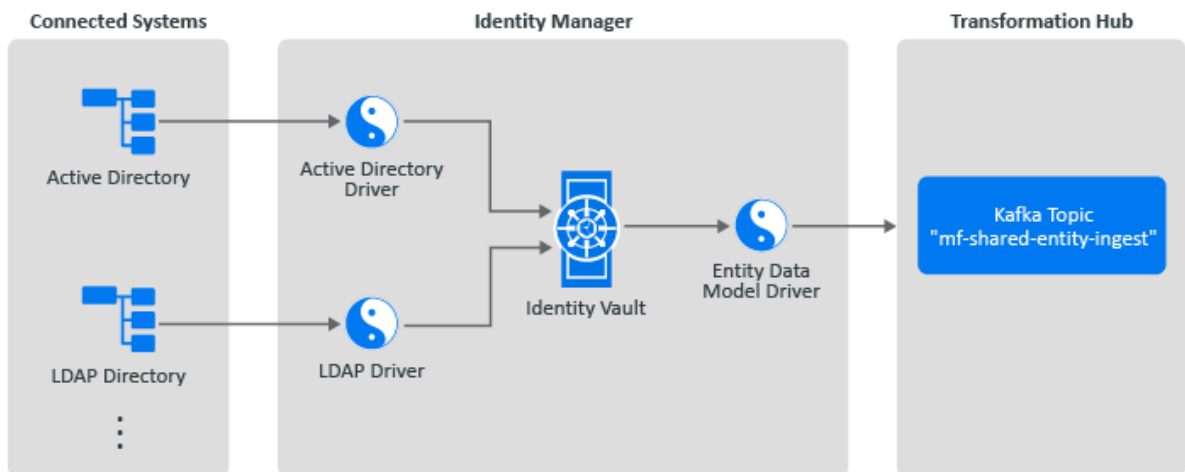 Connected Systems
Identity Manager
Transformation Hub
Active Directory
Active Directory
Driver
LDAP Directory
LDAP Driver
Identity Vault
Entity Data
Model Driver
Kafka Topic
"mf-shared-entity-ingest"